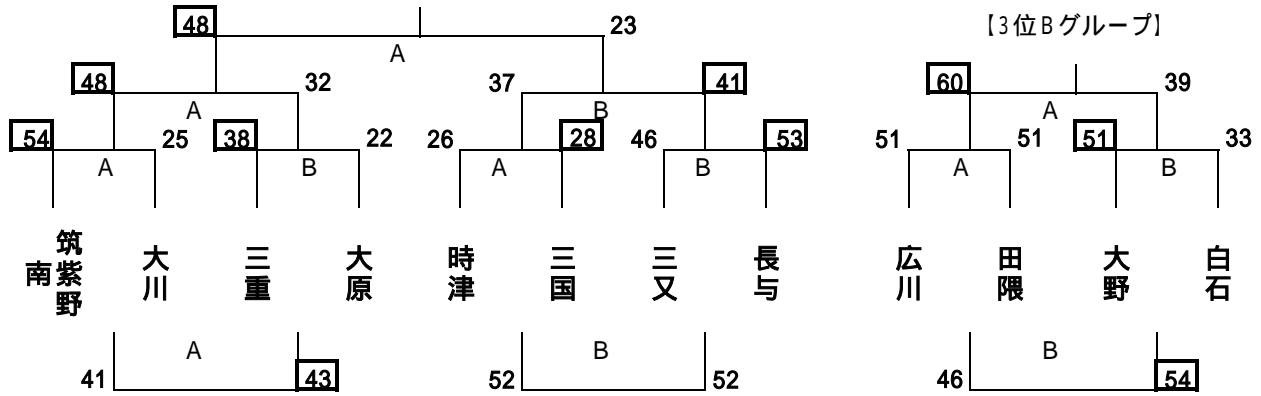 48 23 【3位Bグループ】
A
48 32 37 41 60 39
A B A
54 25 38 22 26 28 46 53 51 51 51 33
A B A B A B
筑紫野南 大川 三重 大原 時津 三国 三又 長与 広川 田隈 大野 白石
A B B
41 43 52 52 46 54